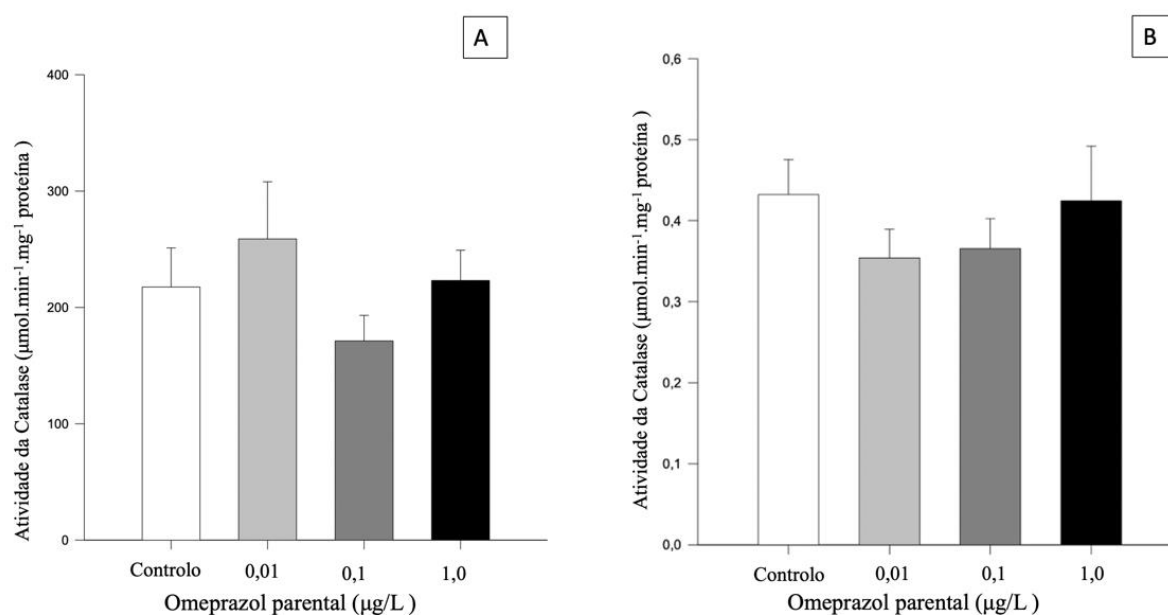 A
Atividade da Catalase (µmol.min⁻¹.mg⁻¹ proteína )
400
300
200
100
0
Controlo 0,01 0,1 1,0
Omeprazol parental (µg/L )
B
Atividade da Catalase (µmol.min⁻¹.mg⁻¹ proteína)
0,6
0,5
0,4
0,3
0,2
0,1
0,0
Controlo 0,01 0,1 1,0
Omeprazol parental (µg/L )